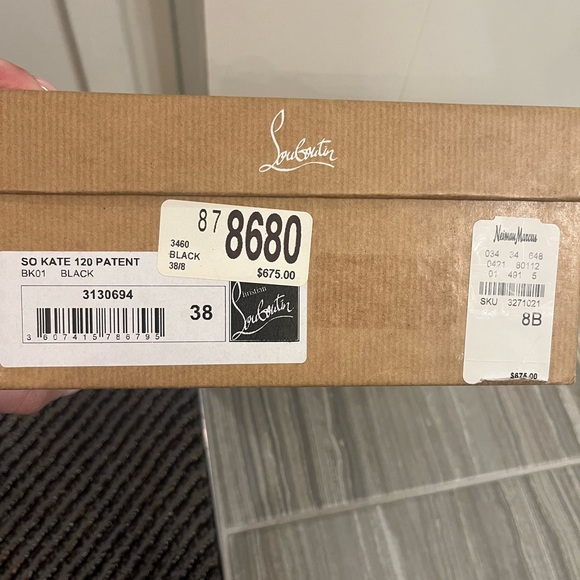 Louboutin
87 8680
3460
BLACK
38/8
$675.00
SO KATE 120 PATENT
BK01 BLACK
3130694
38
3607415786795
Christian
Louboutin
Neiman Marcus
034 04 648
0421 80112
01 491 5
SKU 3271021
8B
$675.00